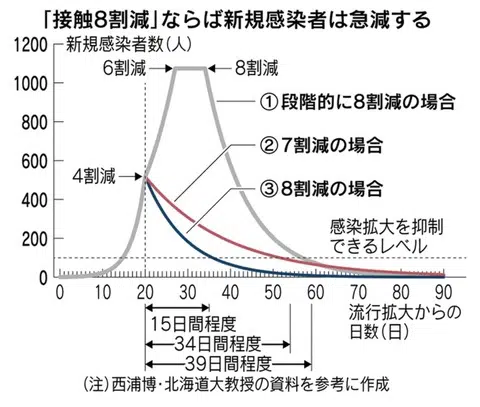 「接触8割減」ならば新規感染者は急減する
新規感染者数(人)
1200
1000
800
600
400
200
0
6割減
8割減
4割減
①段階的に8割減の場合
②7割減の場合
③8割減の場合
感染拡大を抑制
できるレベル
0 10 20 30 40 50 60 70 80 90
流行拡大からの
日数(日)
15日間程度
34日間程度
39日間程度
(注)西浦博・北海道大教授の資料を参考に作成